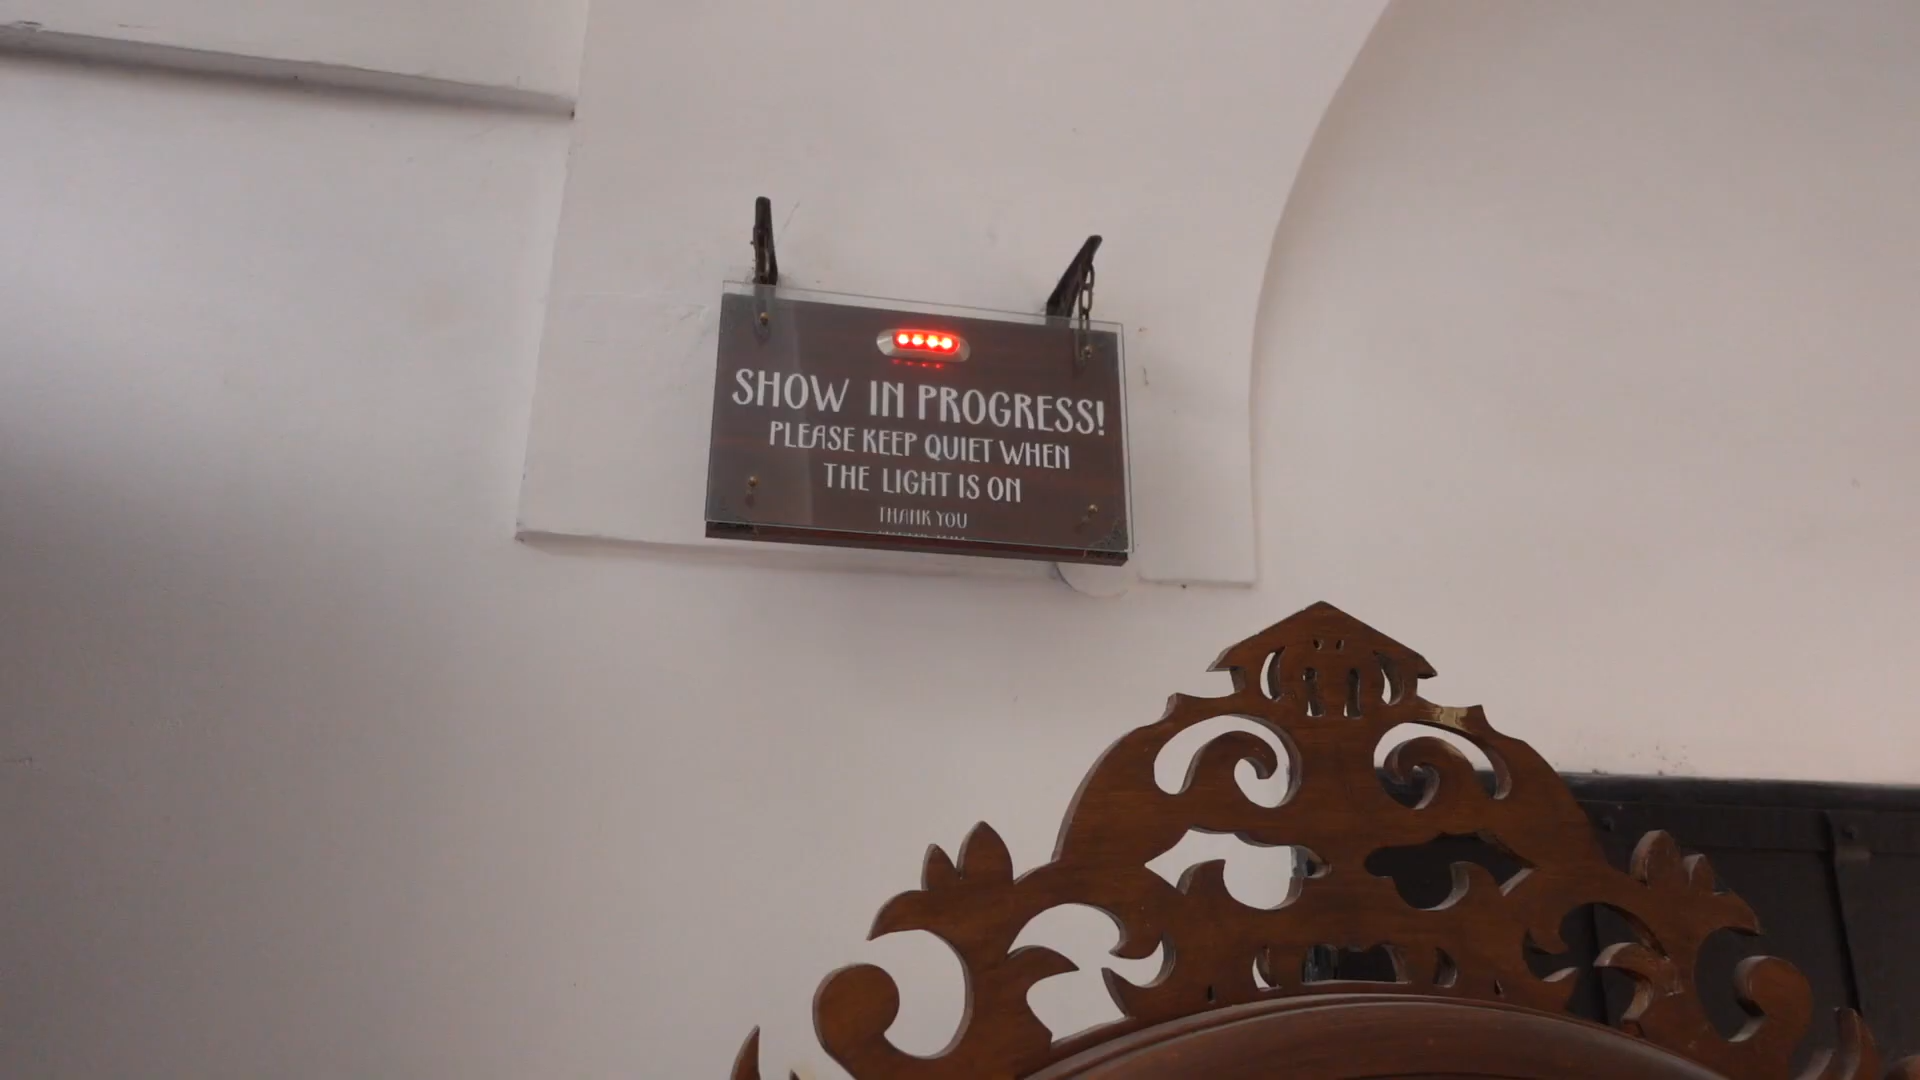 SHOW IN PROGRESS!
PLEASE KEEP QUIET WHEN
THE LIGHT IS ON
THANK YOU